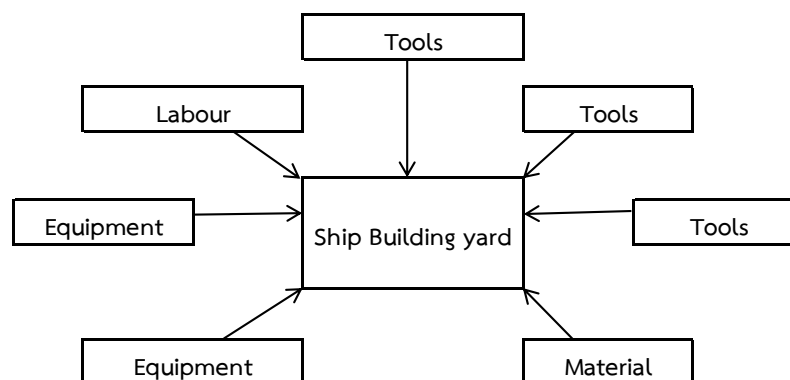 Tools
Labour
Tools
Equipment
Ship Building yard
Tools
Equipment
Material